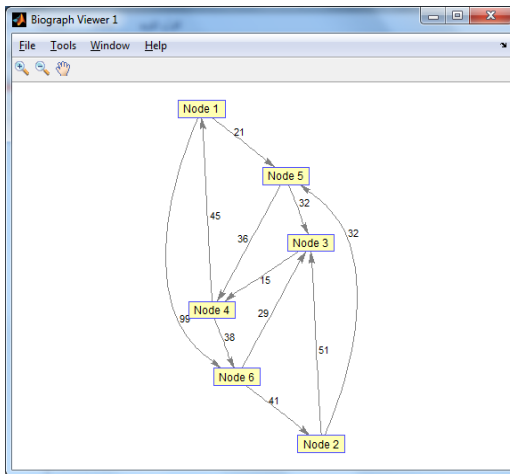 Biograph Viewer 1
File Tools Window Help
Node 1
21
Node 5
32
Node 3
32
45
36
15
Node 4
29
99
38
51
Node 6
41
Node 2